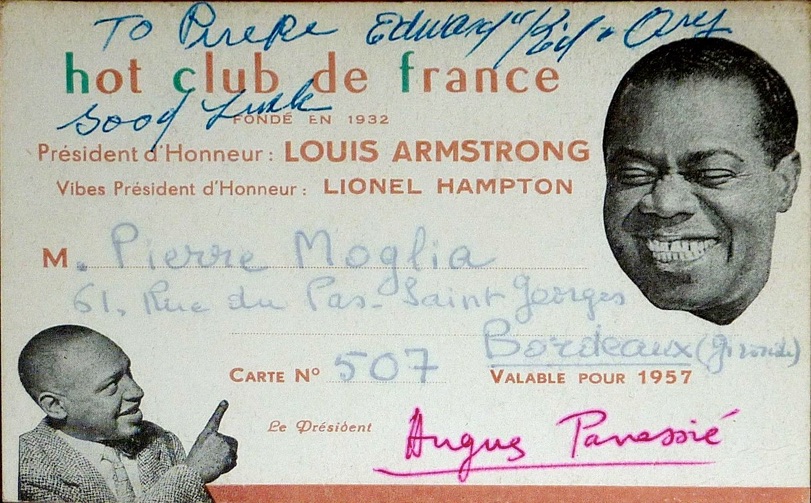 To Pierre Edward "Kid" Ory
good Luck
hot club de france
FONDÉ EN 1932
Président d'Honneur : LOUIS ARMSTRONG
Vibes Président d'Honneur : LIONEL HAMPTON
M. Pierre Moglia
61, Rue du Pas-Saint Georges
Bordeaux (Gironde)
CARTE N° 507 VALABLE POUR 1957
Le Président Hugues Panassié